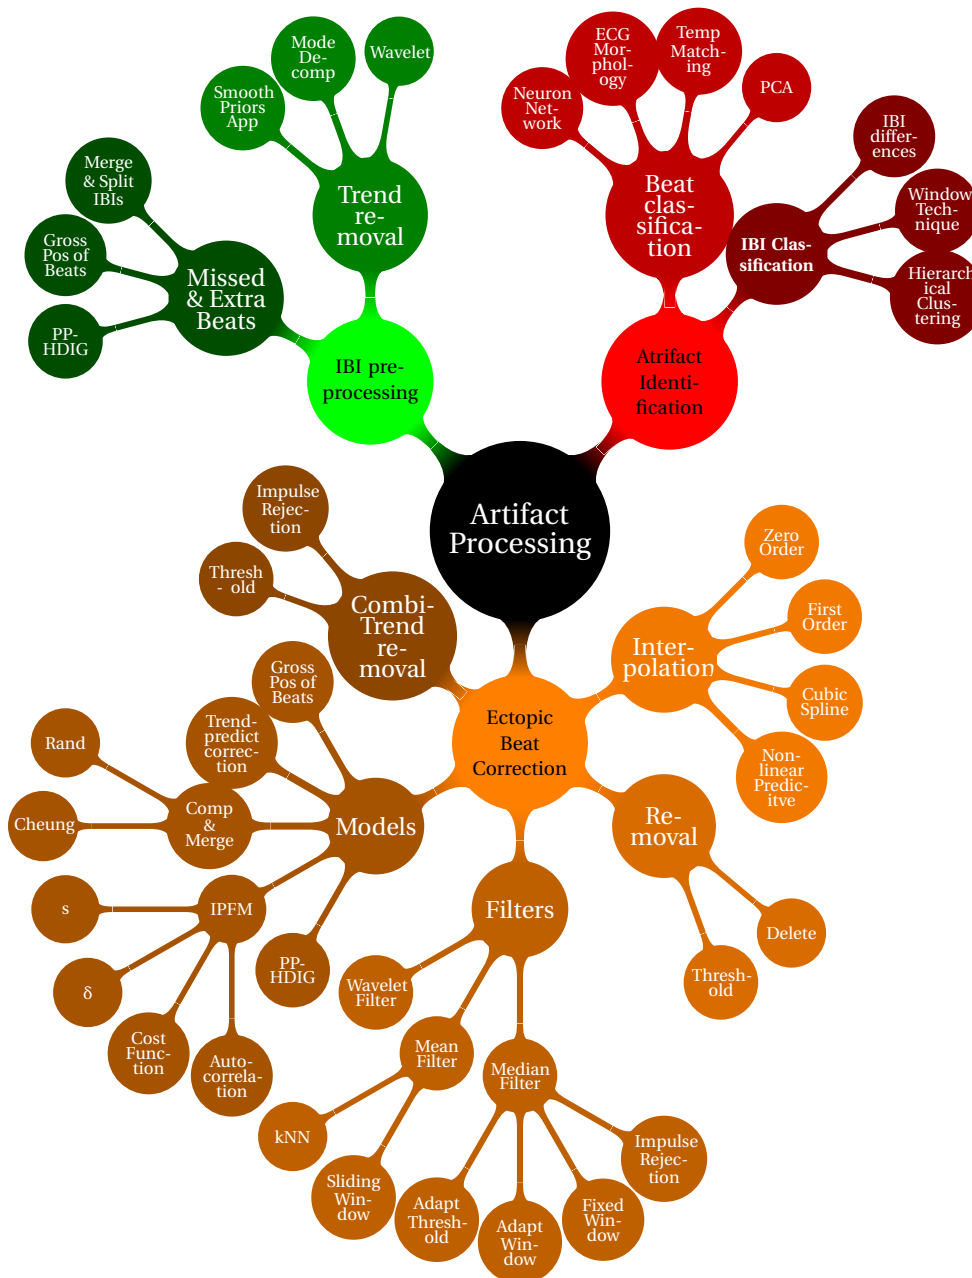 Mode
De-
comp
Wavelet
Smooth
Priors
App
Trend
re-
moval
Merge
& Split
IBIs
Gross
Pos of
Beats
PP-
HDIG
Missed
& Extra
Beats
IBI pre-
processing
ECG
Mor-
phol-
ogy
Temp
Match-
ing
Neuron
Net-
work
PCA
Beat
clas-
sifica-
tion
IBI
differ-
ences
Window
Tech-
nique
Hierarch
ical Clus-
tering
IBI Clas-
sification
Atrifact
Identi-
fication
Artifact
Processing
Impulse
Rejec-
tion
Thresh
- old
Combi-
Trend
re-
moval
Zero
Order
First
Order
Cubic
Spline
Non-
linear
Predic-
itve
Inter-
polation
Ectopic
Beat
Correction
Gross
Pos of
Beats
Trend-
predict
correc-
tion
Rand
Cheung
Comp
&
Merge
Models
s
δ
Cost
Func-
tion
Auto-
correla-
tion
IPFM
PP-
HDIG
Re-
moval
Delete
Thresh-
old
Filters
Wavelet
Filter
Mean
Filter
Median
Filter
kNN
Sliding
Win-
dow
Adapt
Thresh-
old
Adapt
Win-
dow
Fixed
Win-
dow
Impulse
Rejec-
tion